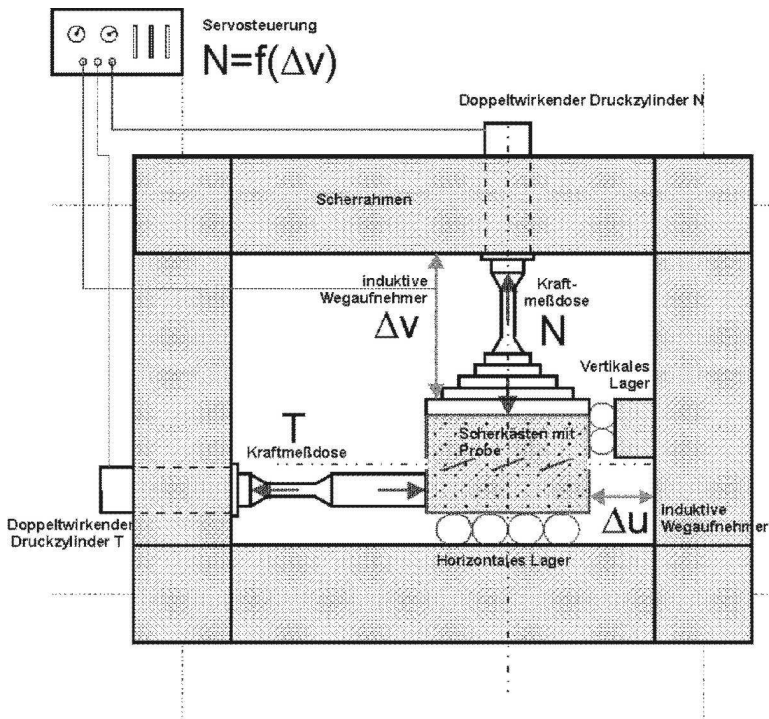 Servosteuerung
N=f(Δv)
Doppeltwirkender Druckzylinder N
Scherrahmen
induktive
Wegaufnehmer
Δv
Kraft-
meßdose
N
Vertikales
Lager
T
Kraftmeßdose
Scherkästen mit
Probe
Doppeltwirkender
Druckzylinder T
Δu
Induktive
Wegaufnehmer
Horizontales Lager